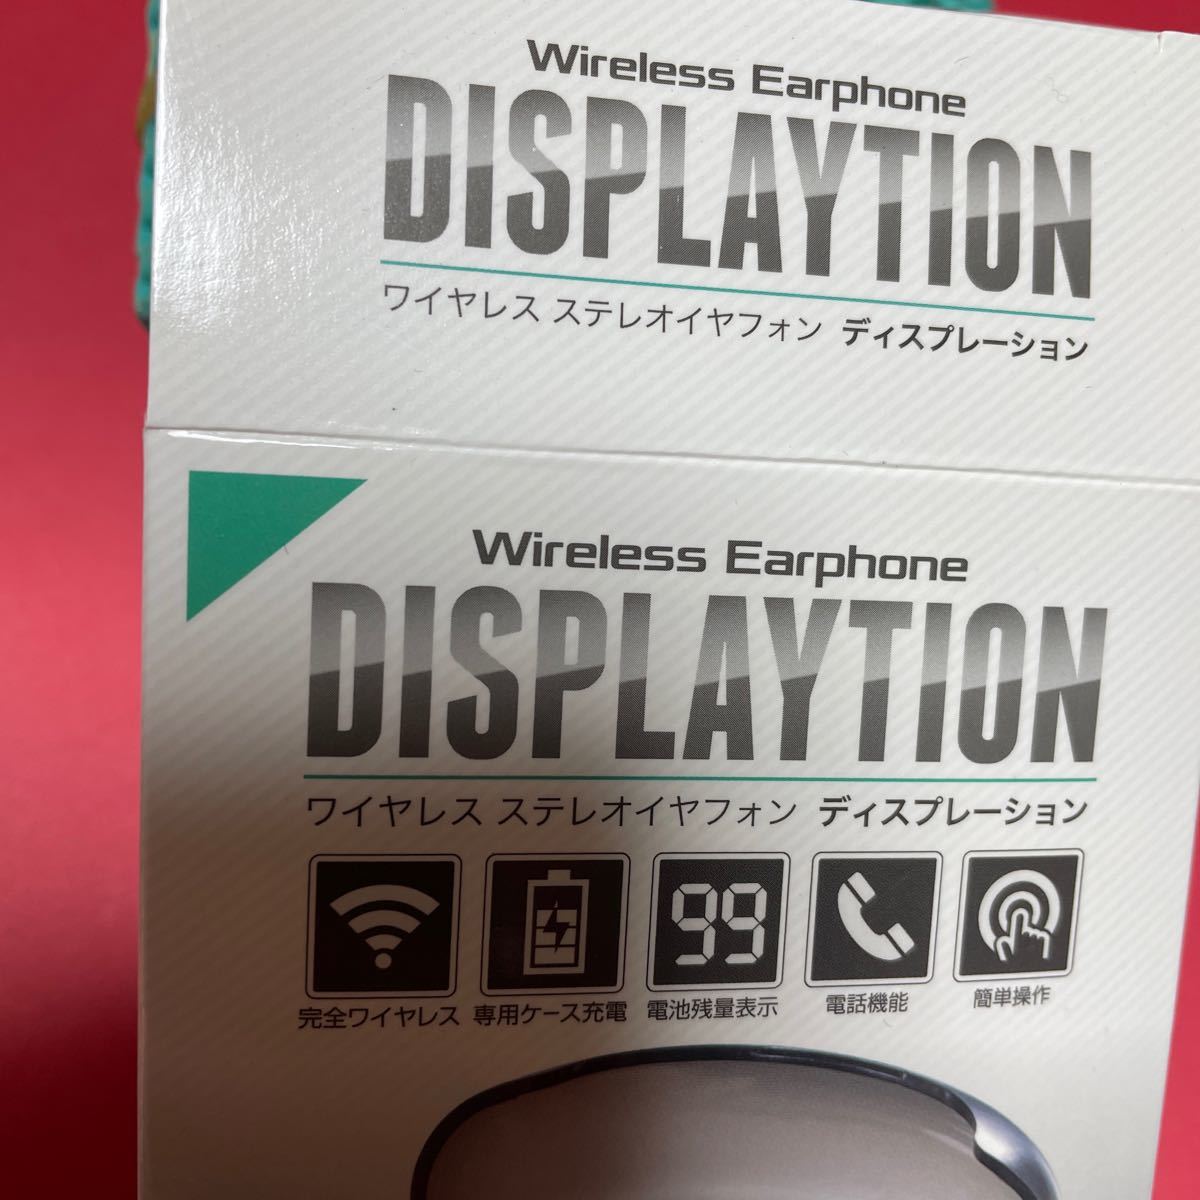 Wireless Earphone
DISPLAYTION
ワイヤレス ステレオイヤフォン ディスプレーション
Wireless Earphone
DISPLAYTION
ワイヤレス ステレオイヤフォン ディスプレーション
99
完全ワイヤレス 専用ケース充電 電池残量表示 電話機能 簡単操作